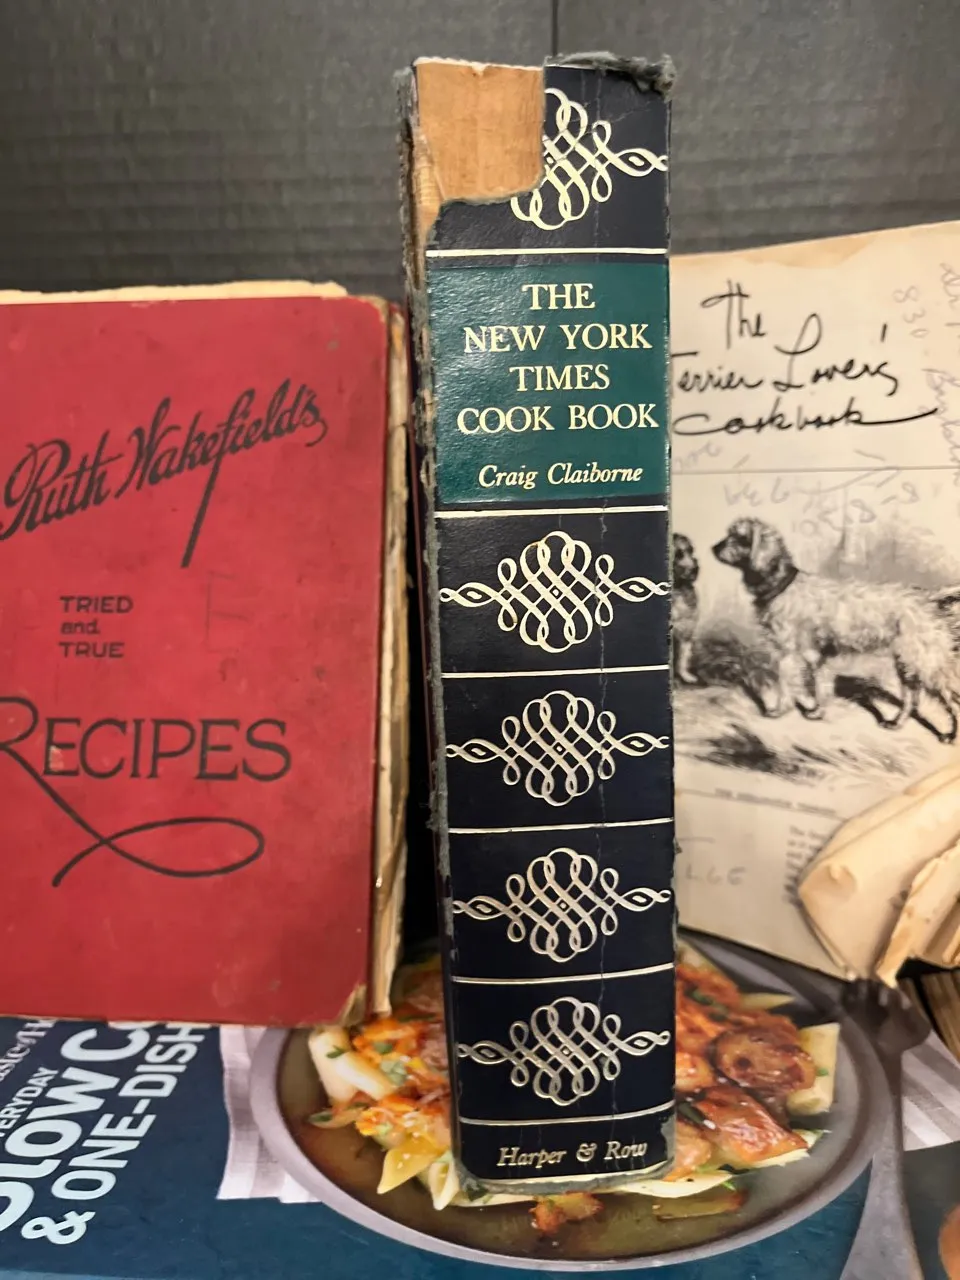 Ruth Wakefield's
TRIED
and
TRUE
RECIPES
THE
NEW YORK
TIMES
COOK BOOK
Craig Claiborne
Harper & Row
The
Terrier Lover's
Cookbook
EVERYDAY
SLOW CO
& ONE-DISH